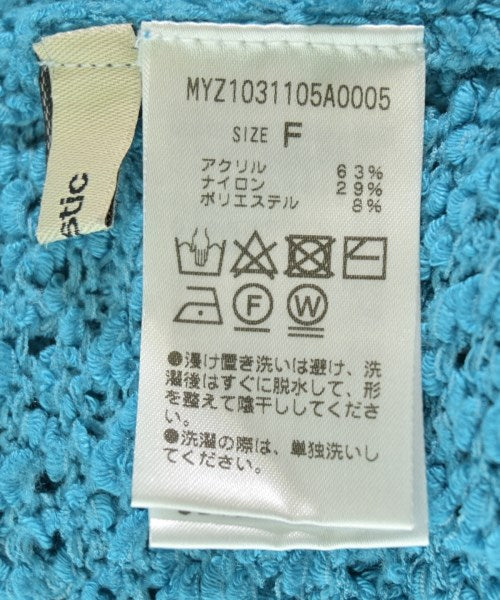 MYZ1031105A0005
SIZE F
アクリル 63%
ナイロン 29%
ポリエステル 8%
F W
●浸け置き洗いは避け、洗
濯後はすぐに脱水して、形
を整えて陰干ししてくださ
い。
●洗濯の際は、単独洗いし
てください。
stic